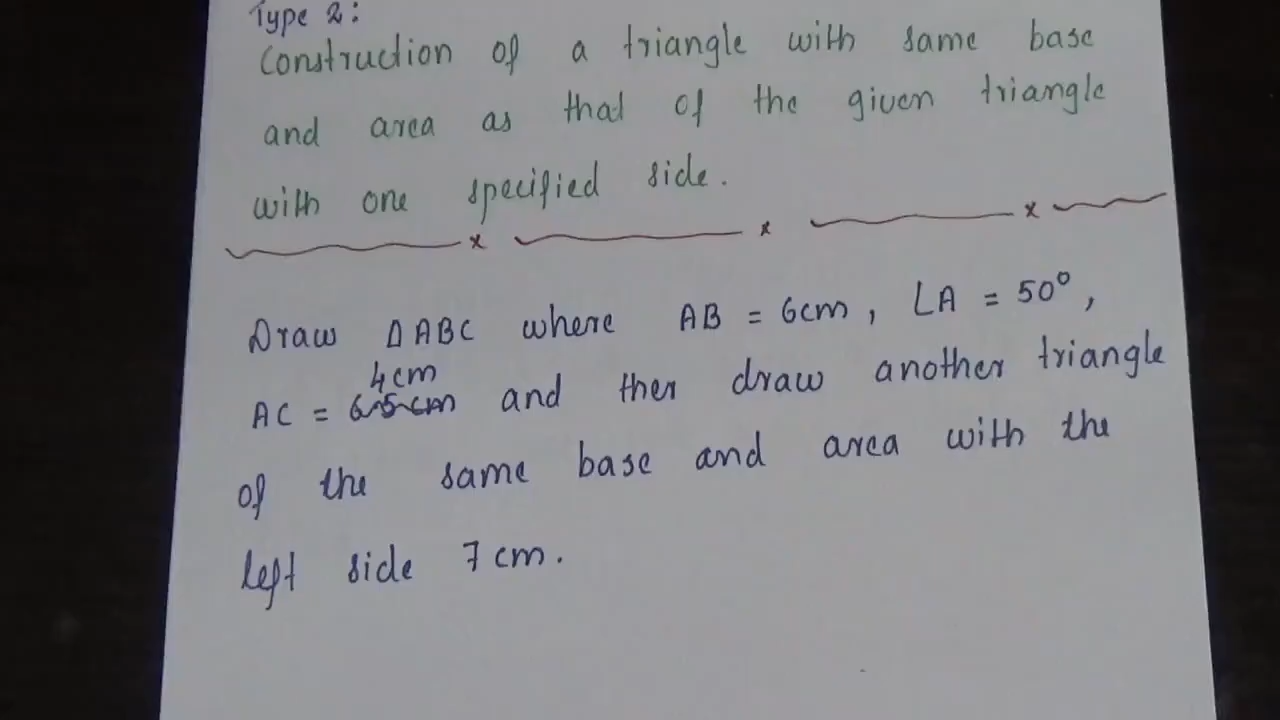 Type 2:
Construction of a triangle with same base
and area as that of the given triangle
with one specified side.
Draw ΔABC where AB = 6cm, ∠A = 50°,
4cm
AC = 6.5cm and then draw another triangle
of the same base and area with the
left side 7cm.